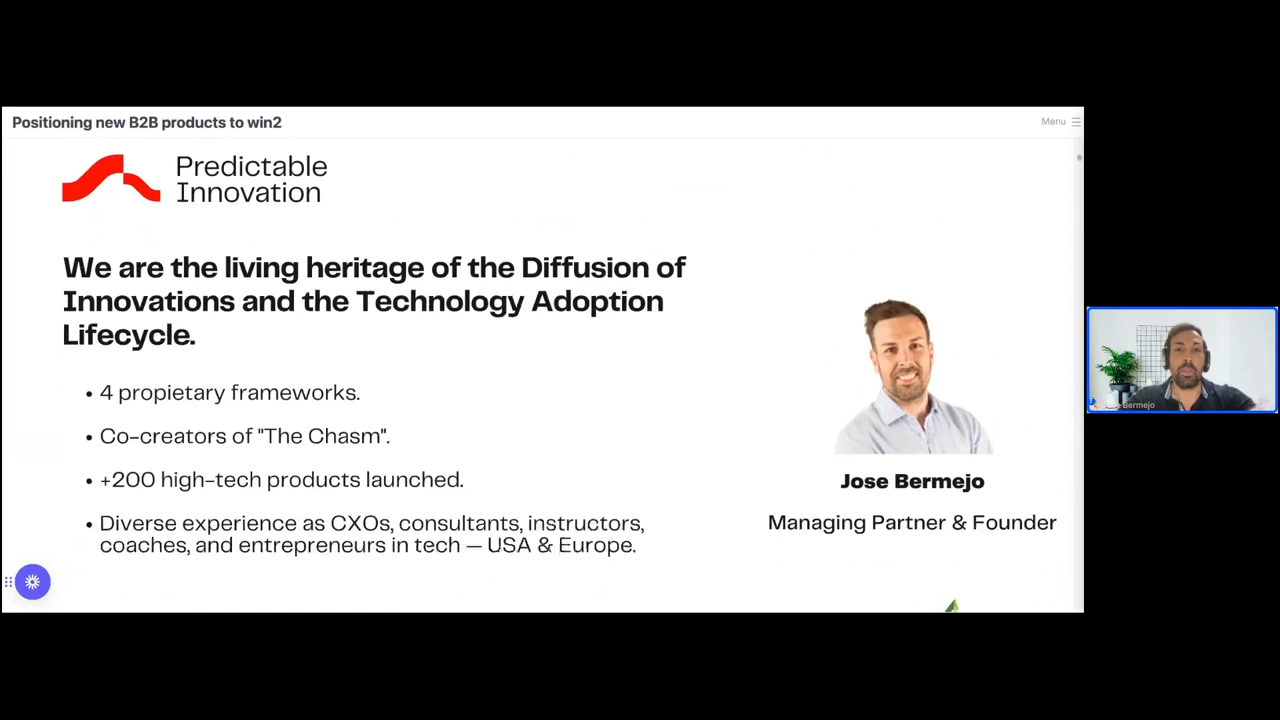 Positioning new B2B products to win2
Menu
Predictable
Innovation
We are the living heritage of the Diffusion of
Innovations and the Technology Adoption
Lifecycle.
• 4 propietary frameworks.
• Co-creators of "The Chasm".
• +200 high-tech products launched.
• Diverse experience as CXOs, consultants, instructors,
coaches, and entrepreneurs in tech — USA & Europe.
Jose Bermejo
Managing Partner & Founder
Bermejo